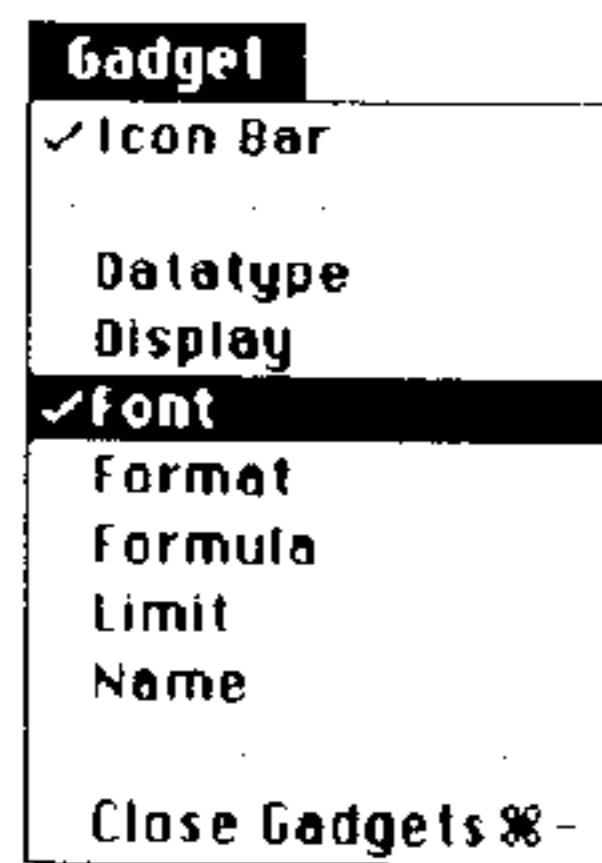 Gadget
✓Icon Bar
Datatype
Display
✓Font
Format
Formula
Limit
Name
Close Gadgets ⌘-